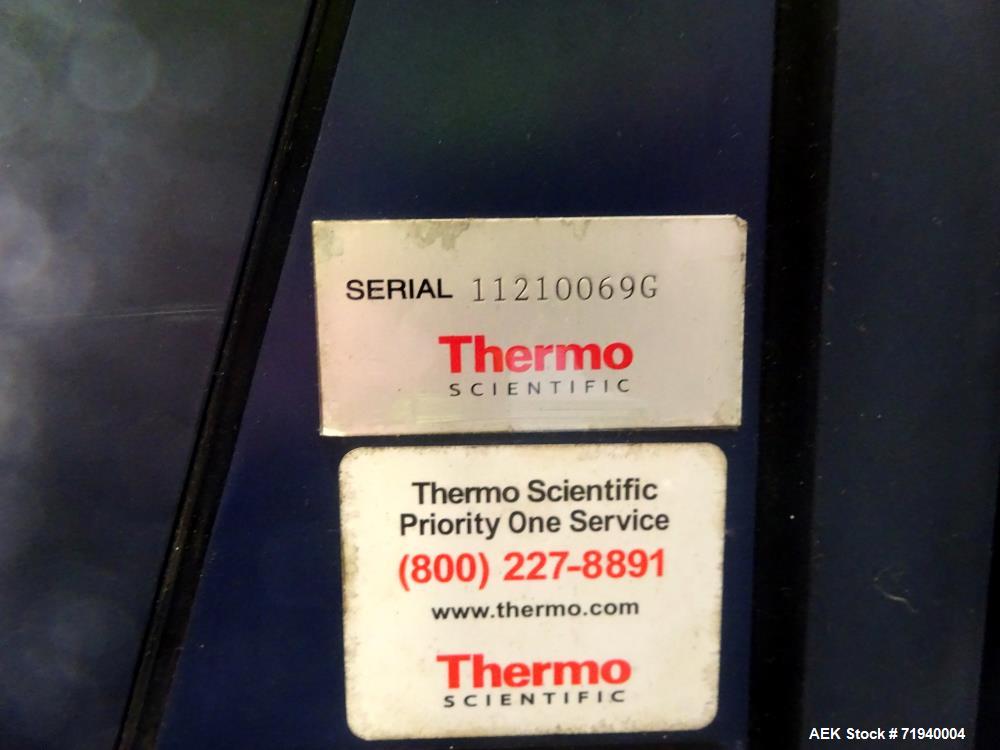 SERIAL 11210069G
Thermo
SCIENTIFIC
Thermo Scientific
Priority One Service
(800) 227-8891
www.thermo.com
Thermo
SCIENTIFIC
AEK Stock #71940004